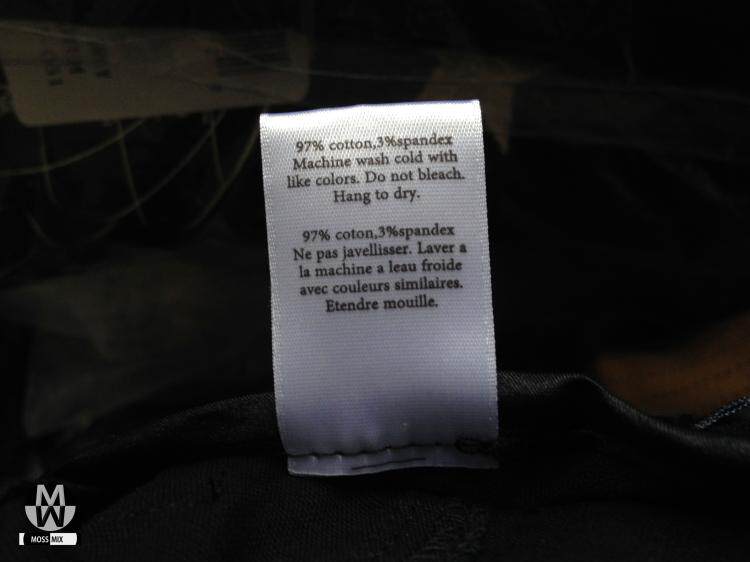 97% cotton,3%spandex
Machine wash cold with
like colors. Do not bleach.
Hang to dry.
97% coton,3%spandex
Ne pas javellisser. Laver a
la machine a leau froide
avec couleurs similaires.
Etendre mouille.
MW
MOSS MIX